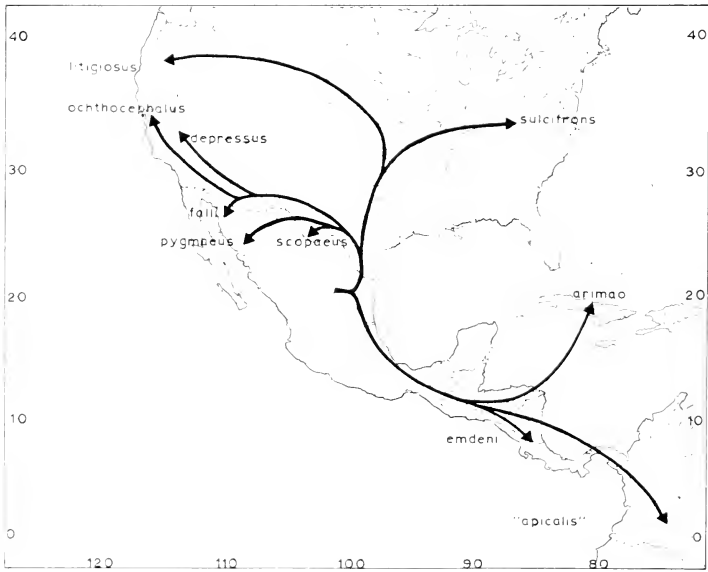 40 40
litigiosus
ochthocephalus
sulcifrons
depressus
30 30
falli
pygmaeus scopaeus
20 arimao 20
10 10
emdeni
"apicalis"
0 0
120 110 100 90 80